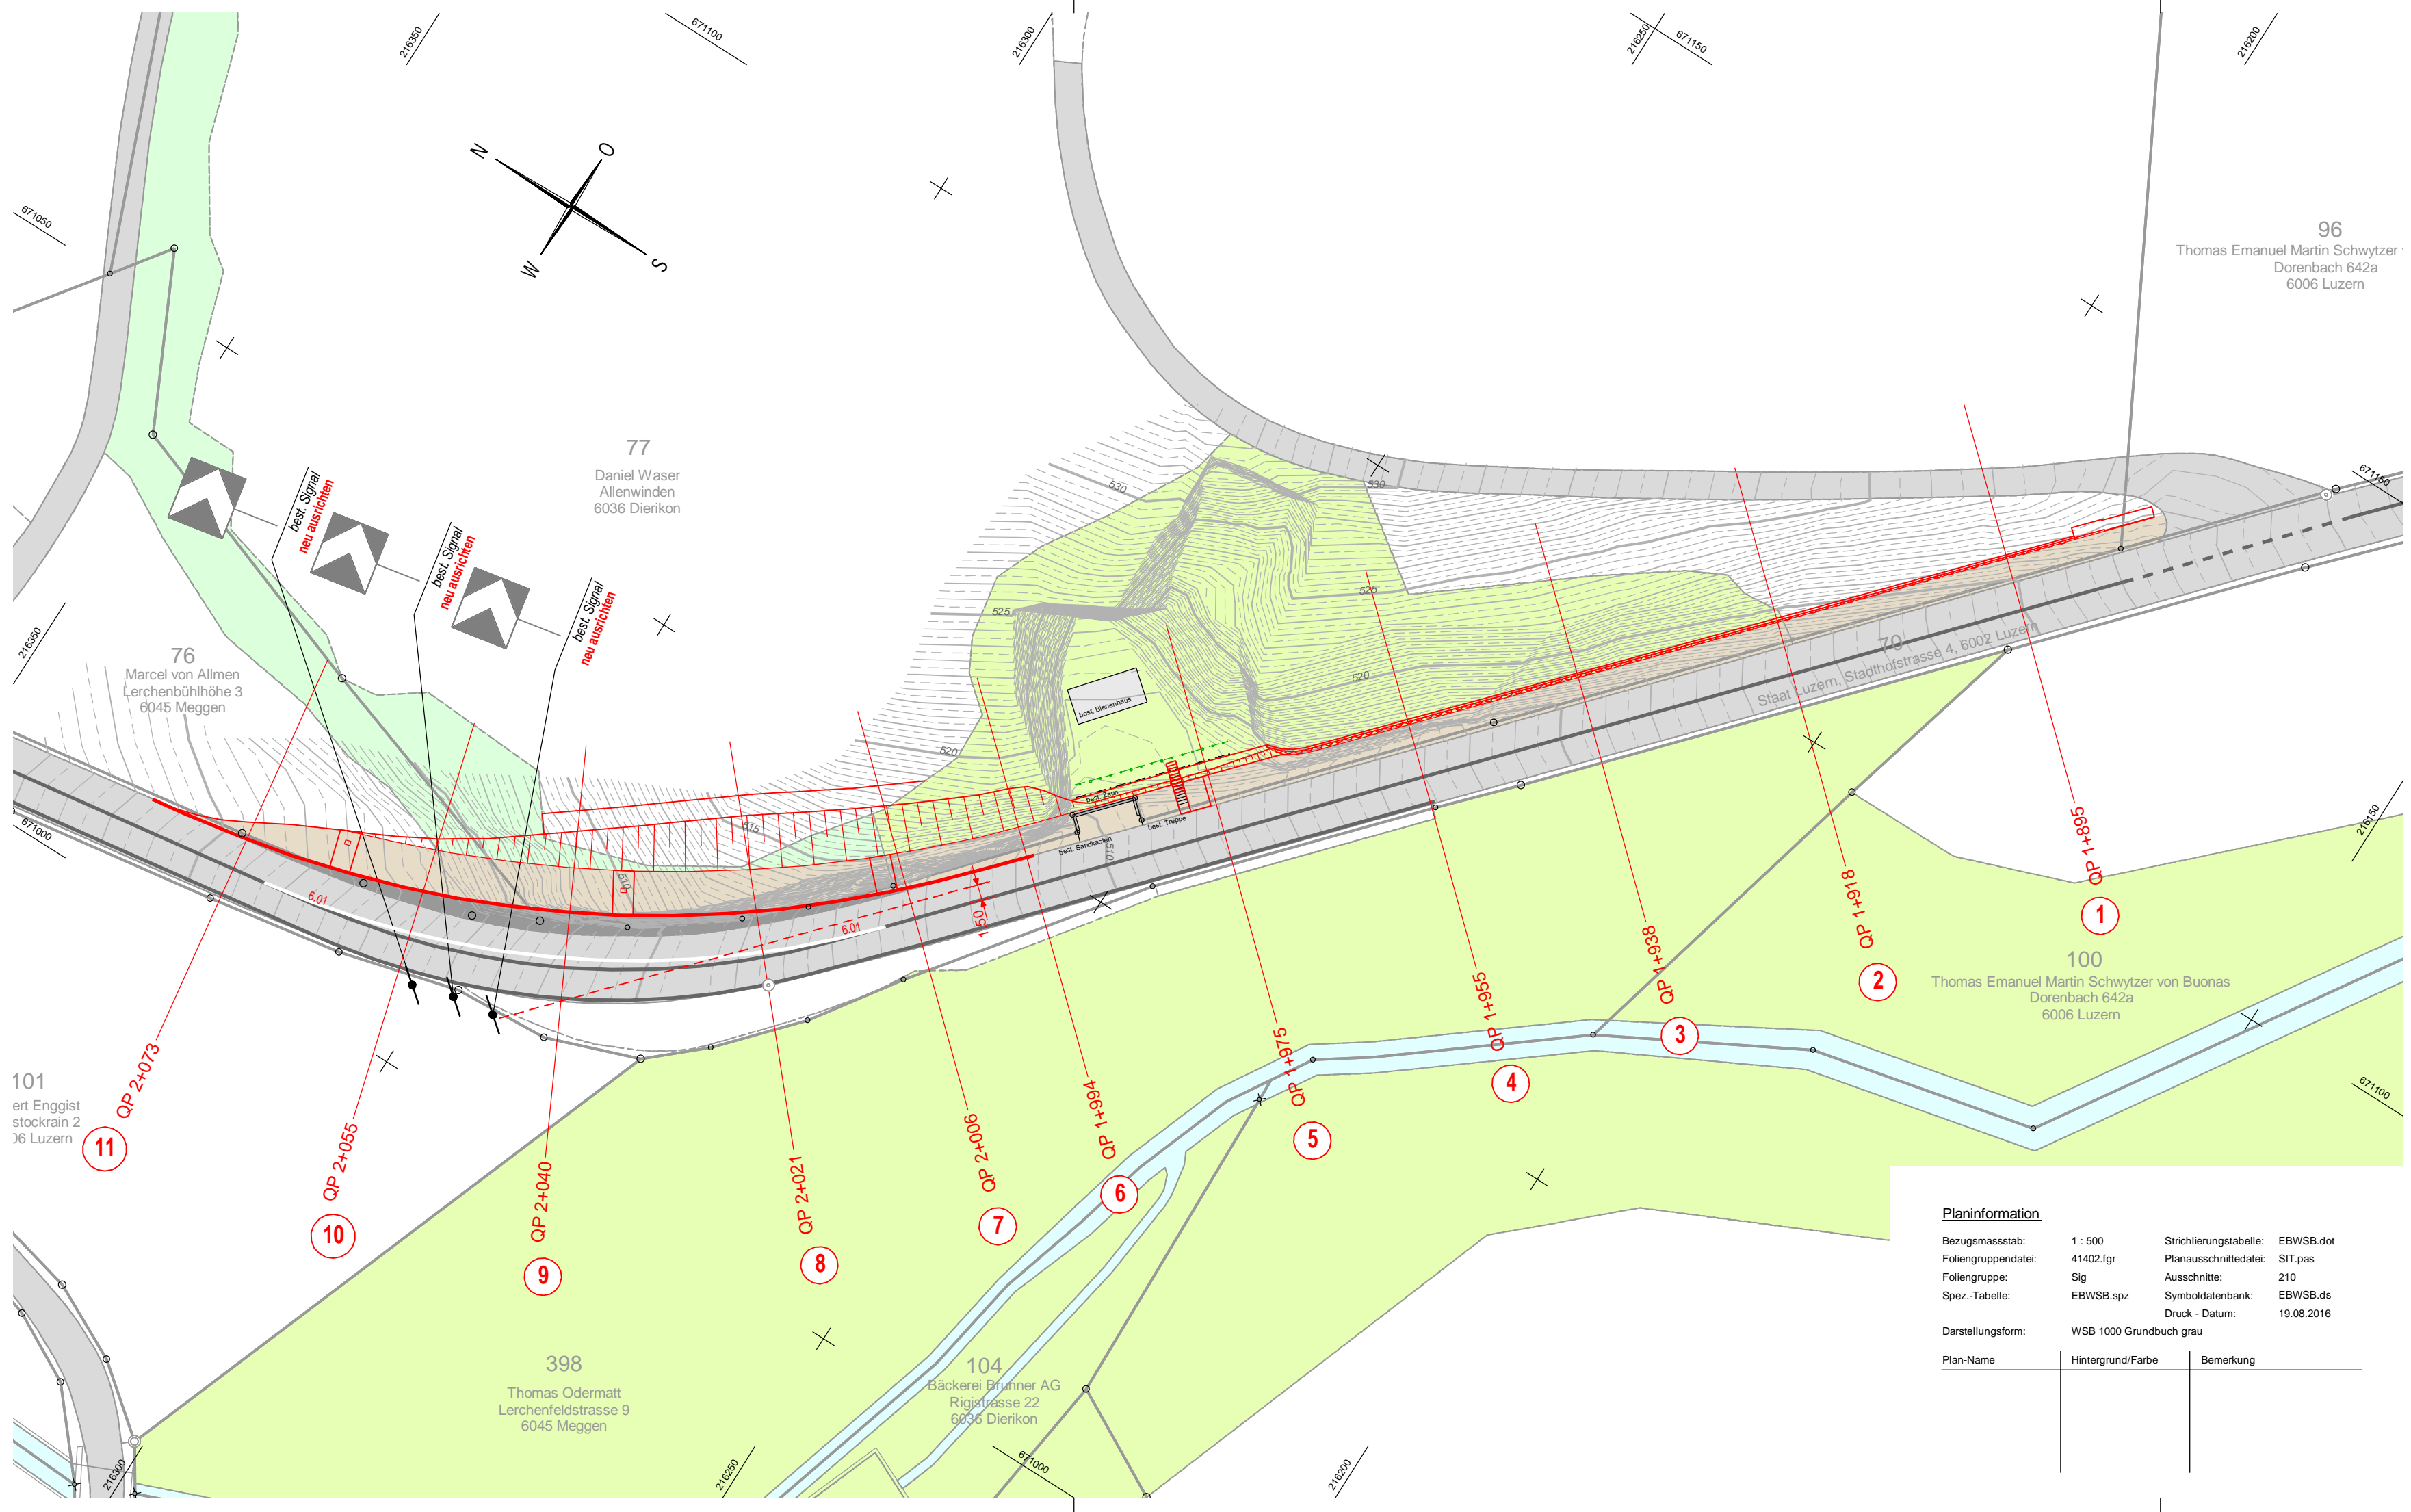 216350
671100
216300
216250
671150
216200
671050
N
O
W
S
96
Thomas Emanuel Martin Schwytzer
Dorenbach 642a
6006 Luzern
77
Daniel Waser
Allenwinden
6036 Dierikon
best. Signal
neu ausrichten
best. Signal
neu ausrichten
best. Signal
neu ausrichten
530
530
671150
525
525
520
520
515
510
510
216350
76
Marcel von Allmen
Lerchenbühlhöhe 3
6045 Meggen
best. Bienenhaus
best. Zaun
best. Treppe
best. Sandkasten
70
Staat Luzern, Stadthofstrasse 4, 6002 Luzern
671000
6.01
6.01
1.50
216150
QP 1+895
1
QP 1+918
2
QP 1+938
3
QP 1+955
4
QP 1+975
5
QP 1+994
6
QP 2+006
7
QP 2+021
8
QP 2+040
9
QP 2+055
10
QP 2+073
11
100
Thomas Emanuel Martin Schwytzer von Buonas
Dorenbach 642a
6006 Luzern
671100
101
ert Enggist
stockrain 2
06 Luzern
398
Thomas Odermatt
Lerchenfeldstrasse 9
6045 Meggen
104
Bäckerei Brunner AG
Rigistrasse 22
6036 Dierikon
216300
216250
671000
216200
Planinformation
Bezugsmassstab: 1 : 500 Strichlierungstabelle: EBWSB.dot
Foliengruppendatei: 41402.fgr Planausschnittedatei: SIT.pas
Foliengruppe: Sig Ausschnitte: 210
Spez.-Tabelle: EBWSB.spz Symboldatenbank: EBWSB.ds
Druck - Datum: 19.08.2016
Darstellungsform: WSB 1000 Grundbuch grau
Plan-Name Hintergrund/Farbe Bemerkung